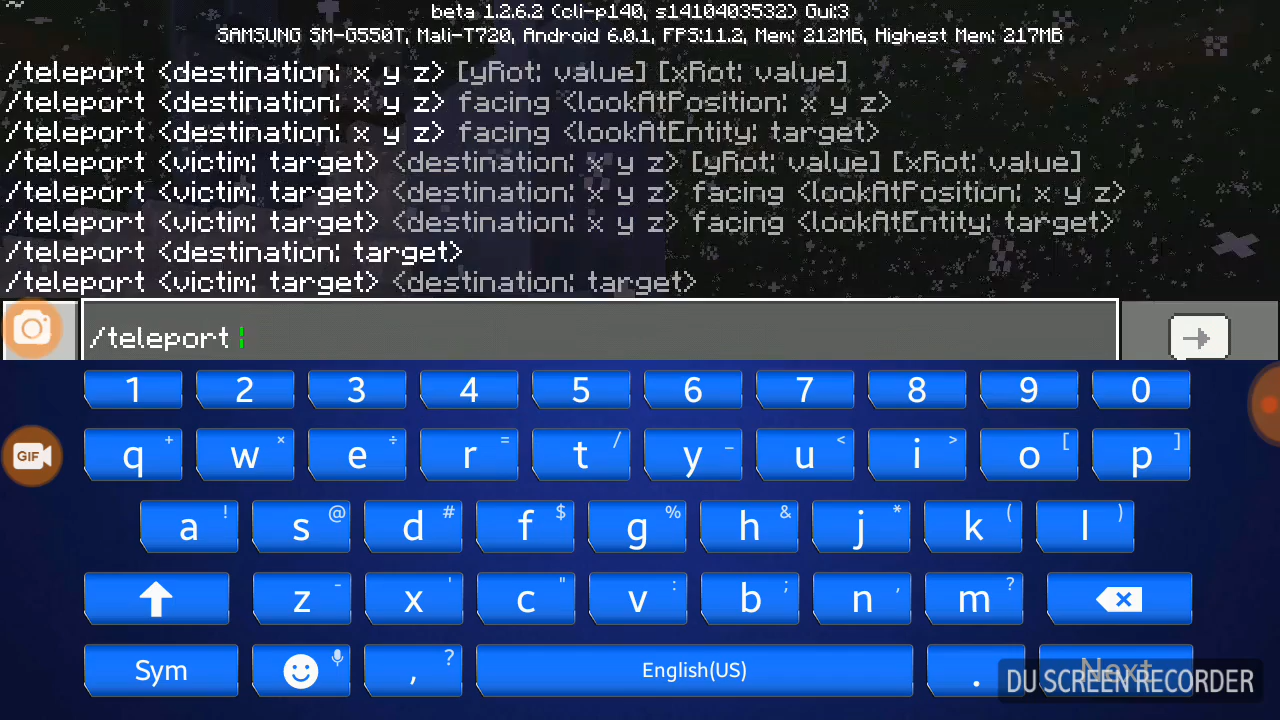 beta 1.2.6.2 (cli-p140, s1410403532) Gui:3
SAMSUNG SM-G550T, Mali-T720, Android 6.0.1, FPS:11.2, Mem: 212MB, Highest Mem: 217MB
/teleport <destination: x y z> [yRot: value] [xRot: value]
/teleport <destination: x y z> facing <lookAtPosition: x y z>
/teleport <destination: x y z> facing <lookAtEntity: target>
/teleport <victim: target> <destination: x y z> [yRot: value] [xRot: value]
/teleport <victim: target> <destination: x y z> facing <lookAtPosition: x y z>
/teleport <victim: target> <destination: x y z> facing <lookAtEntity: target>
/teleport <destination: target>
/teleport <victim: target> <destination: target>
/teleport
1 2 3 4 5 6 7 8 9 0
GIF
q + w × e ÷ r = t / y _ u < i > o [ p ]
a ! s @ d # f $ g % h & j * k ( l )
z - x ' c " v : b ; n , m ?
Sym , ? English(US) . Next
DU SCREEN RECORDER